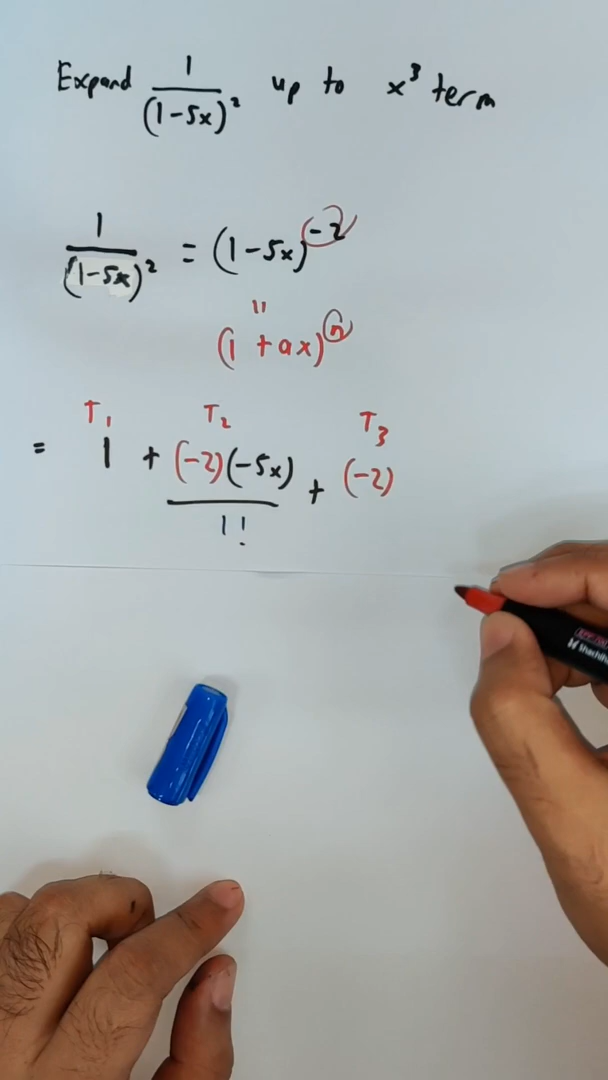 Expand 1/(1-5x)² up to x³ term
1/(1-5x)² = (1-5x)⁻²
"
(1 + ax)ⁿ
T₁ T₂ T₃
= 1 + (-2)(-5x)/1! + (-2)